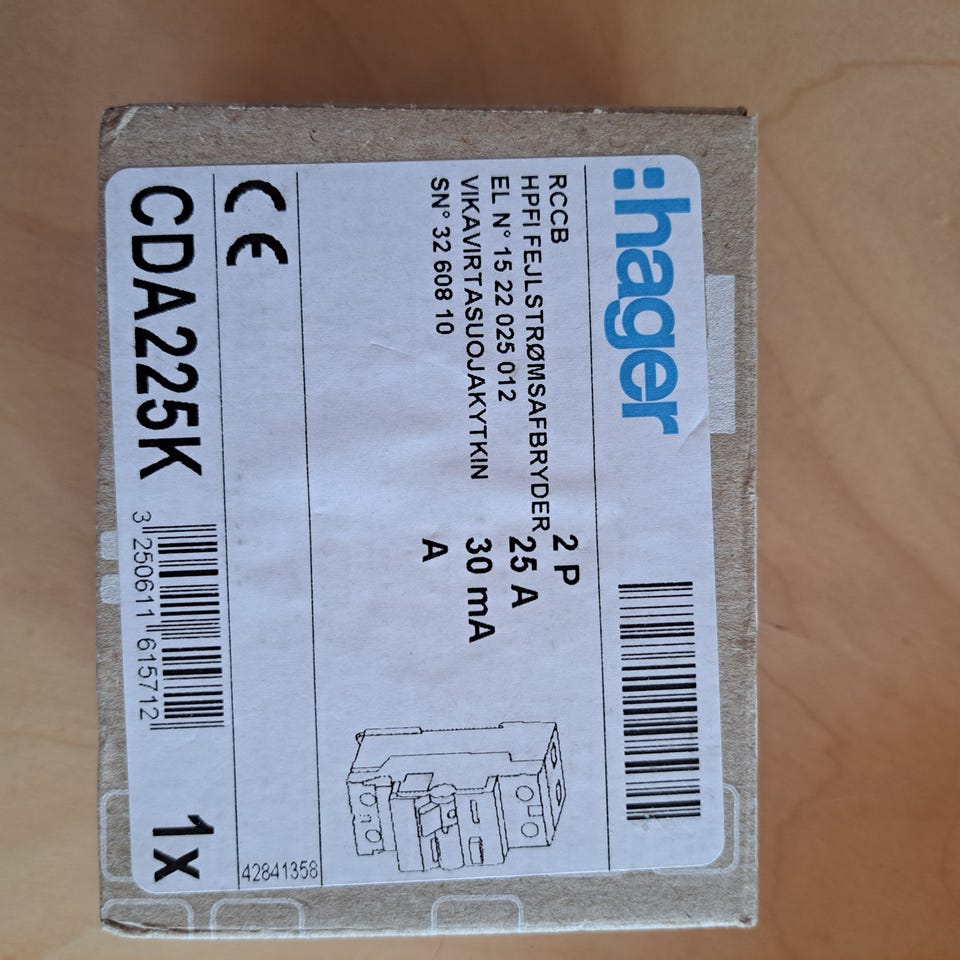 :hager
RCCB
HPFI FEJLSTRØMSAFBRYDER
EL N° 15 22 025 012
VIKAVIRTASUOJAKYTKIN
SN° 32 608 10
2 P
25 A
30 mA
A
CE
42841358
CDA225K
3 250611 615712
1x